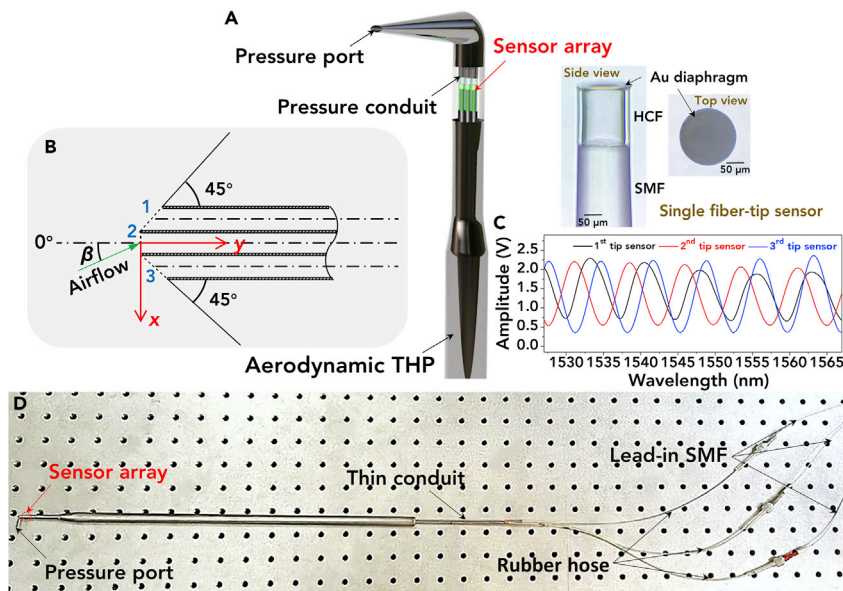 A
Pressure port
Sensor array
Pressure conduit
Aerodynamic THP
Side view
Au diaphragm
HCF
Top view
50 μm
SMF
50 μm
Single fiber-tip sensor
B
45°
1
2
0°
β
y
Airflow
3
45°
x
C
1st tip sensor 2nd tip sensor 3rd tip sensor
Amplitude (V)
2.5
2.0
1.5
1.0
0.5
0.0
1530 1535 1540 1545 1550 1555 1560 1565
Wavelength (nm)
D
Sensor array
Pressure port
Thin conduit
Lead-in SMF
Rubber hose